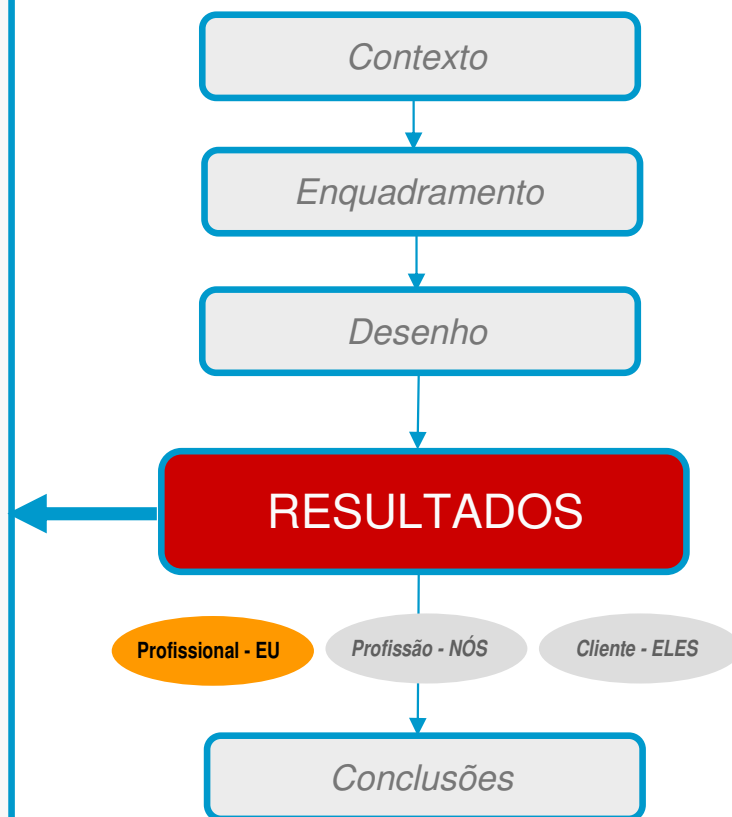 Contexto
Enquadramento
Desenho
RESULTADOS
Profissional - EU
Profissão - NÓS
Cliente - ELES
Conclusões